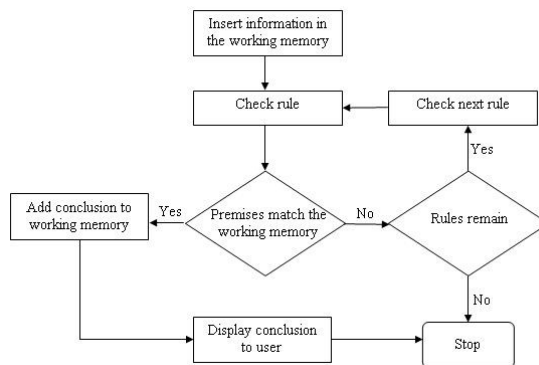 Insert information in
the working memory
Check rule
Check next rule
Yes
Add conclusion to
working memory
Yes
Premises match the
working memory
No
Rules remain
No
Display conclusion
to user
Stop